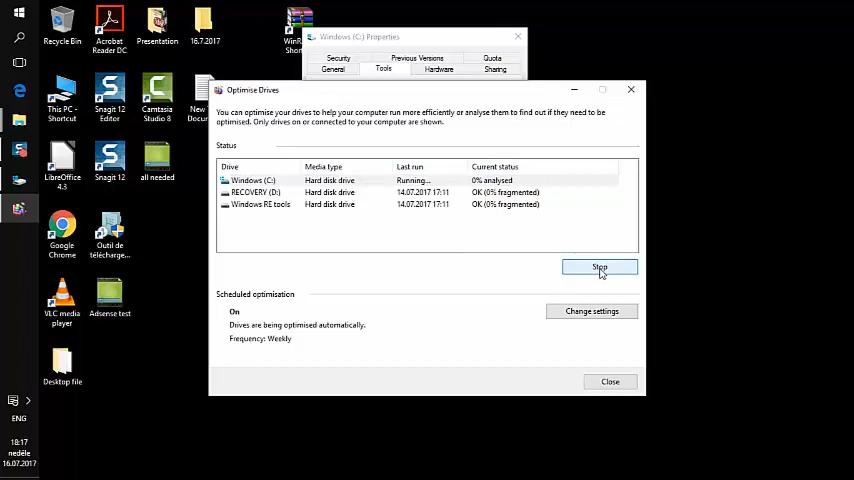 Windows (C:) Properties
Security Previous Versions Quota
General Tools Hardware Sharing
Optimise Drives
You can optimise your drives to help your computer run more efficiently or analyse them to find out if they need to be
optimised. Only drives on or connected to your computer are shown.
Status
Drive Media type Last run Current status
Windows (C:) Hard disk drive Running... 0% analysed
RECOVERY (D:) Hard disk drive 14.07.2017 17:11 OK (0% fragmented)
Windows RE tools Hard disk drive 14.07.2017 17:11 OK (0% fragmented)
Stop
Scheduled optimisation
On
Drives are being optimised automatically.
Frequency: Weekly
Change settings
Close
Recycle Bin
Acrobat
Reader DC
Presentation
16.7.2017
This PC -
Shortcut
Snagit 12
Editor
Camtasia
Studio 8
LibreOffice
4.3
Snagit 12
all needed
Google
Chrome
Outil de
télécharge...
VLC media
player
Adsense test
Desktop file
ENG
18:17
neděle
16.07.2017